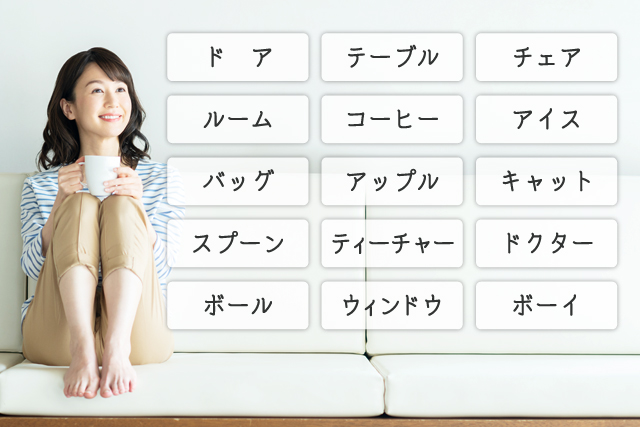 ド ア
テーブル
チェア
ルーム
コーヒー
アイス
バッグ
アップル
キャット
スプーン
ティーチャー
ドクター
ボール
ウィンドウ
ボーイ